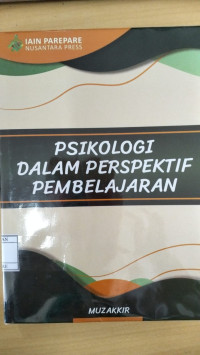 IAIN PAREPARE
NUSANTARA PRESS
PSIKOLOGI
DALAM PERSPEKTIF
PEMBELAJARAN
MUZAKKIR